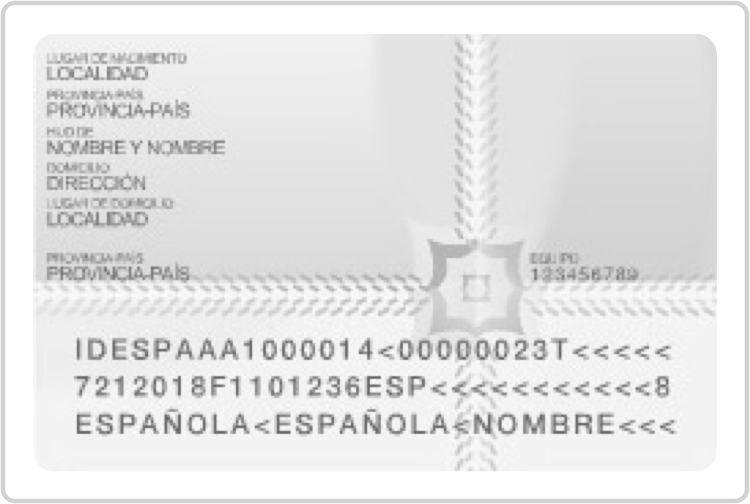 LUGAR DE NACIMIENTO
LOCALIDAD
PROVINCIA-PAÍS
PROVINCIA-PAÍS
HIJO DE
NOMBRE Y NOMBRE
DOMICILIO
DIRECCIÓN
LUGAR DE DOMICILIO
LOCALIDAD
PROVINCIA-PAÍS
PROVINCIA-PAÍS
EQUIPO
123456789
IDESPAAA1000014<00000023T<<<<<
7212018F1101236ESP<<<<<<<<<<<8
ESPAÑOLA<ESPAÑOLA<NOMBRE<<<